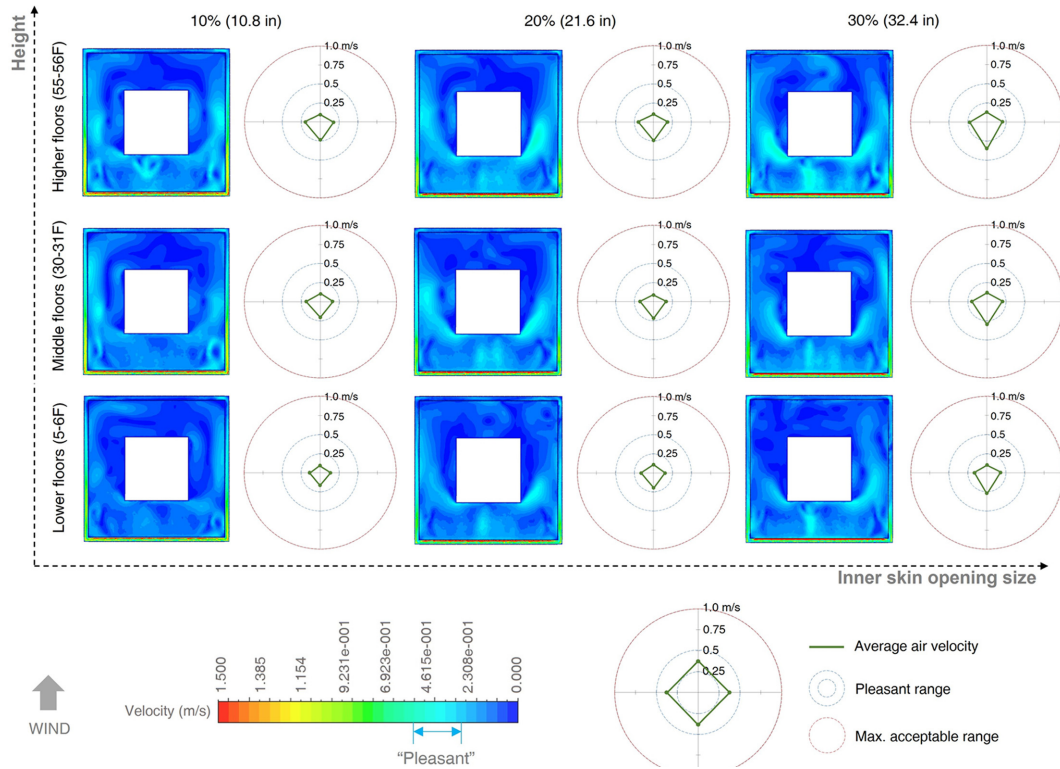 Height
10% (10.8 in)
20% (21.6 in)
30% (32.4 in)
Higher floors (555-56F)
1.0 m/s
0.75
0.5
0.25
1.0 m/s
0.75
0.5
0.25
1.0 m/s
0.75
0.5
0.25
Middle floors (30-31F)
1.0 m/s
0.75
0.5
0.25
1.0 m/s
0.75
0.5
0.25
1.0 m/s
0.75
0.5
0.25
Lower floors (5-6F)
1.0 m/s
0.75
0.5
0.25
1.0 m/s
0.75
0.5
0.25
1.0 m/s
0.75
0.5
0.25
Inner skin opening size
WIND
Velocity (m/s)
1.500
1.385
1.154
9.231e-001
6.923e-001
4.615e-001
2.308e-001
0.000
“Pleasant”
1.0 m/s
0.75
0.5
0.25
Average air velocity
Pleasant range
Max. acceptable range